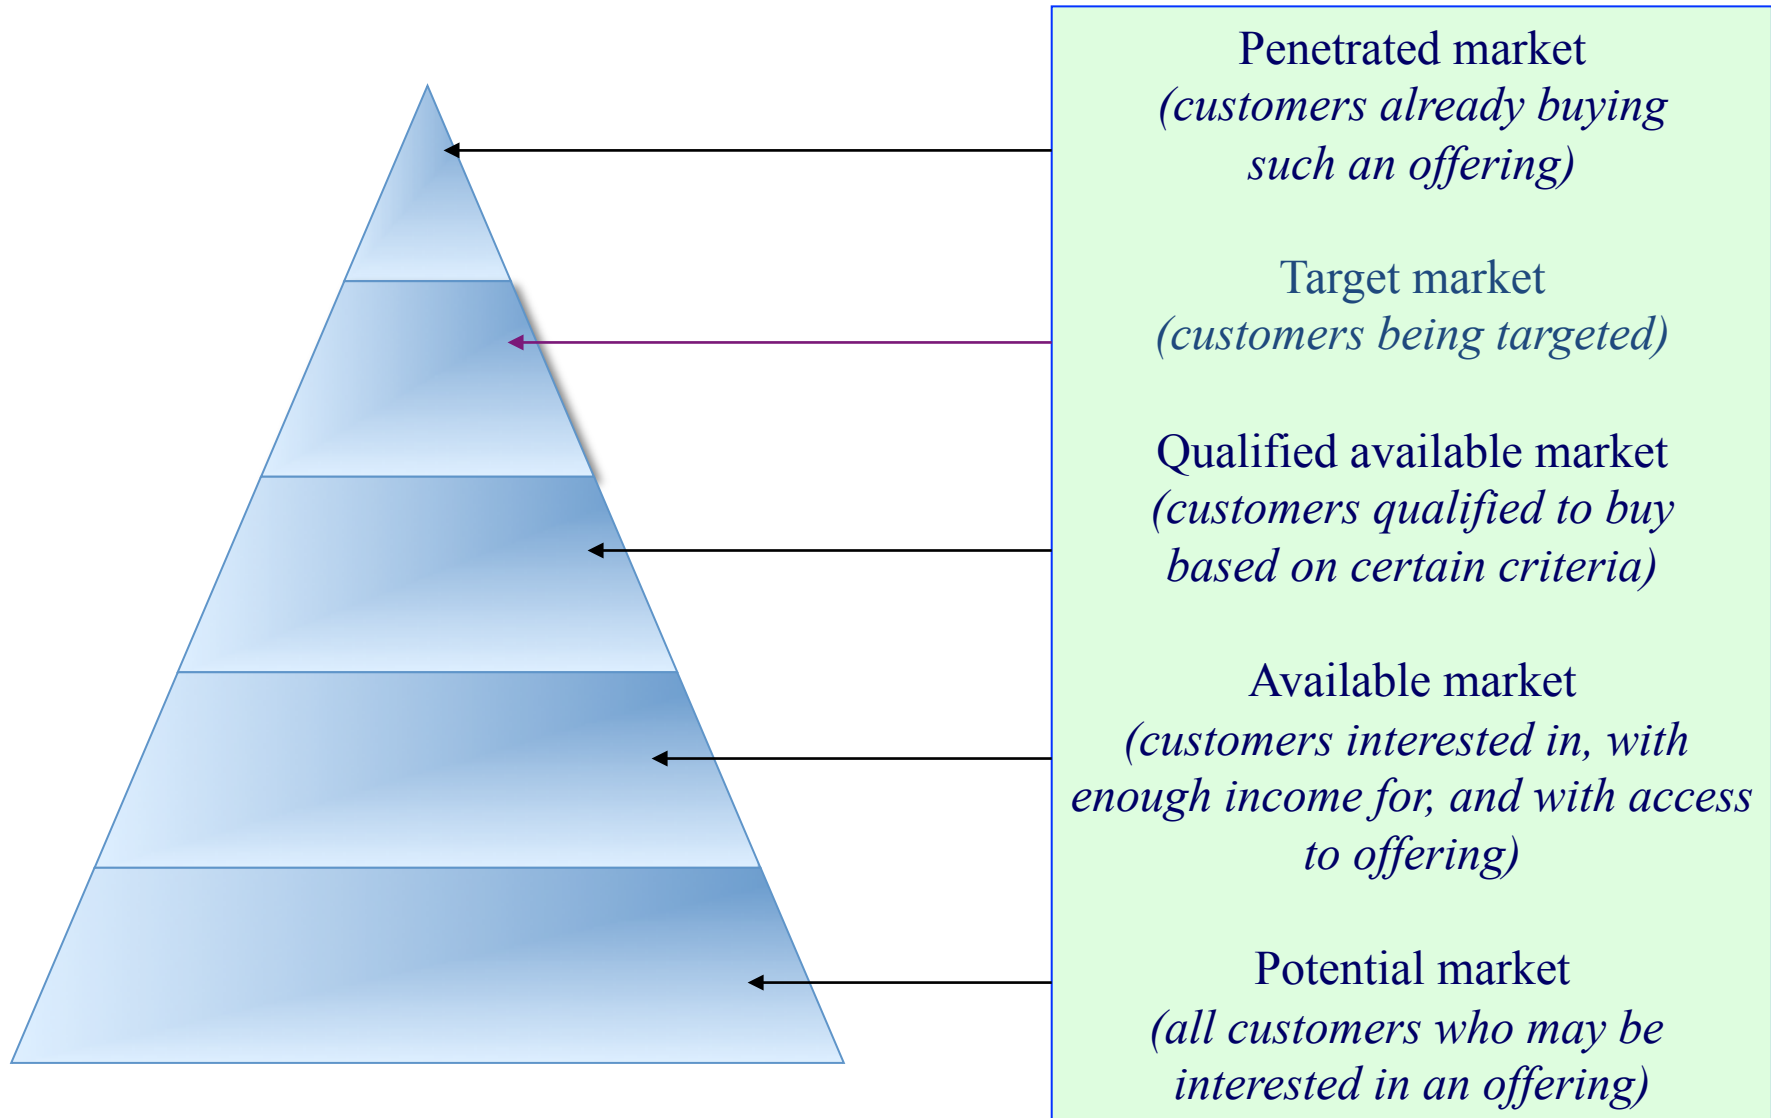 Penetrated market
(customers already buying
such an offering)
Target market
(customers being targeted)
Qualified available market
(customers qualified to buy
based on certain criteria)
Available market
(customers interested in, with
enough income for, and with access
to offering)
Potential market
(all customers who may be
interested in an offering)